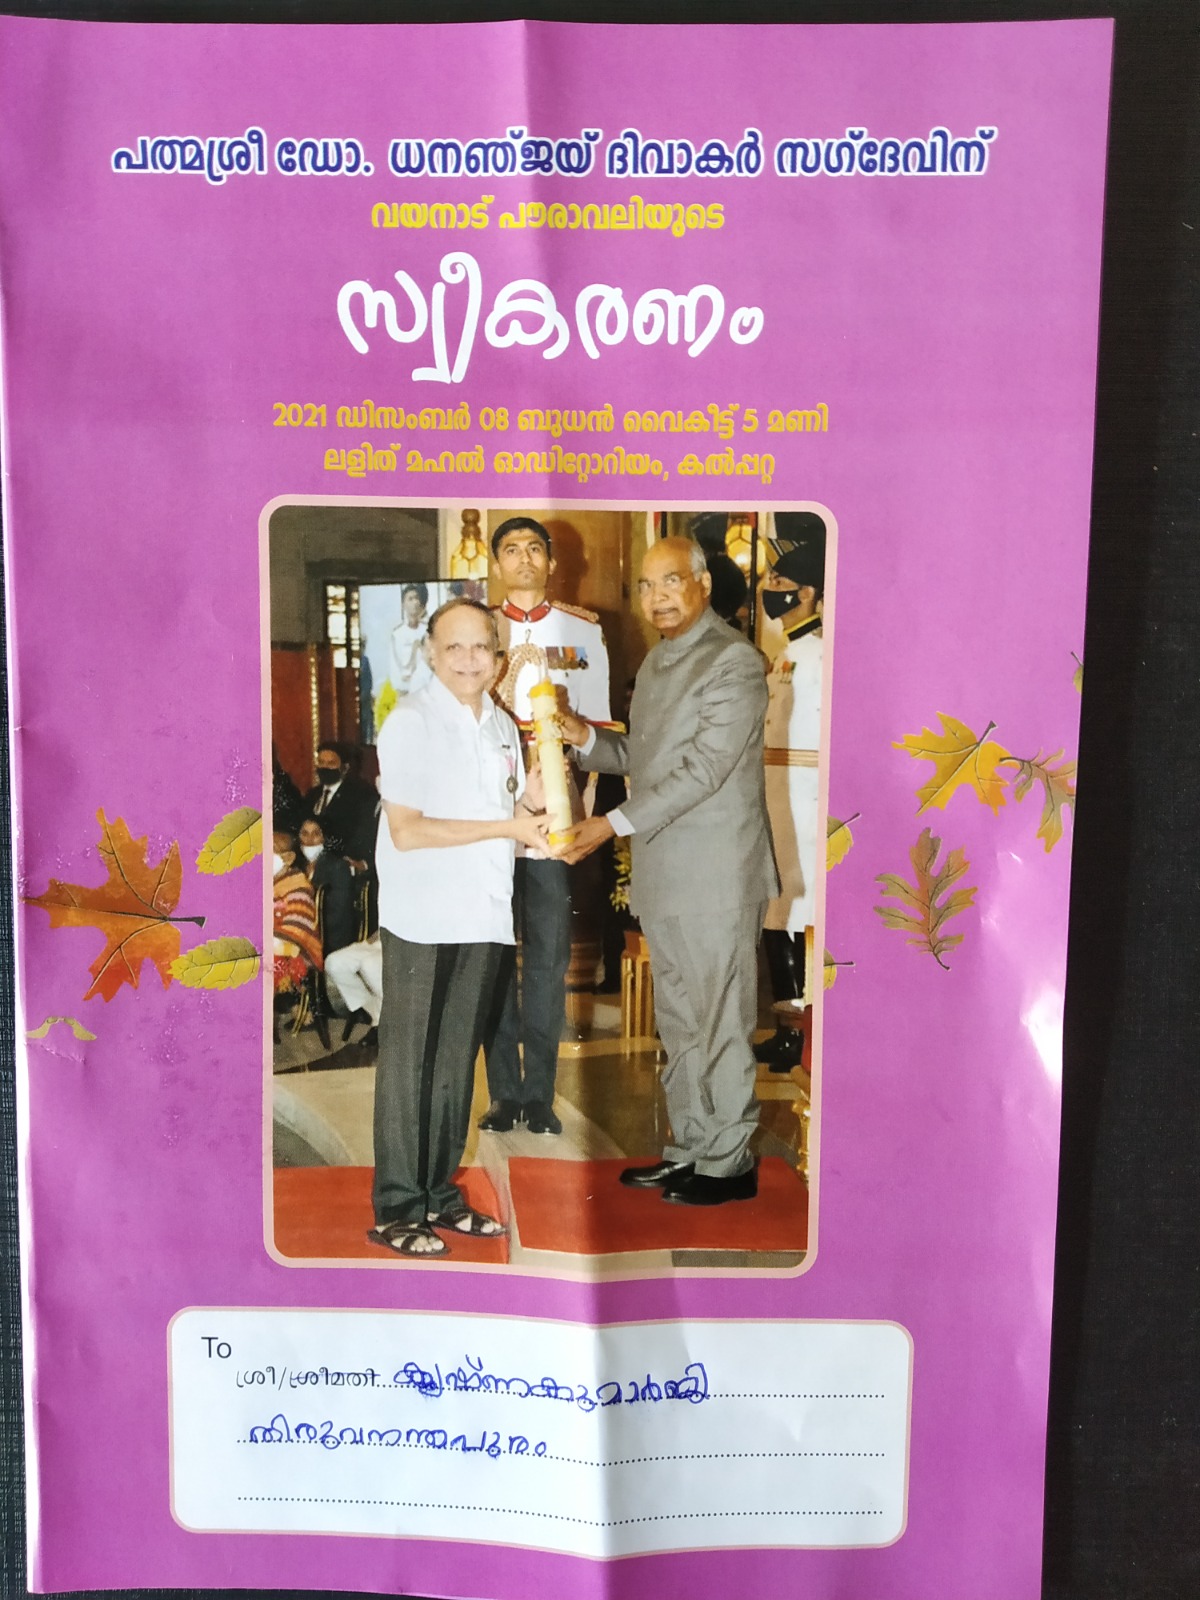 പത്മശ്രീ ഡോ. ധനഞ്ജയ് ദിവാകർ സഗ്ദേവിന്
വയനാട് പൗരാവലിയുടെ
സ്വീകരണം
2021 ഡിസംബർ 08 ബുധൻ വൈകീട്ട് 5 മണി
ലളിത് മഹൽ ഓഡിറ്റോറിയം, കൽപ്പറ്റ
To
ശ്രീ/ശ്രീമതി കൃഷ്ണകുമാർജി
തിരുവനന്തപുരം